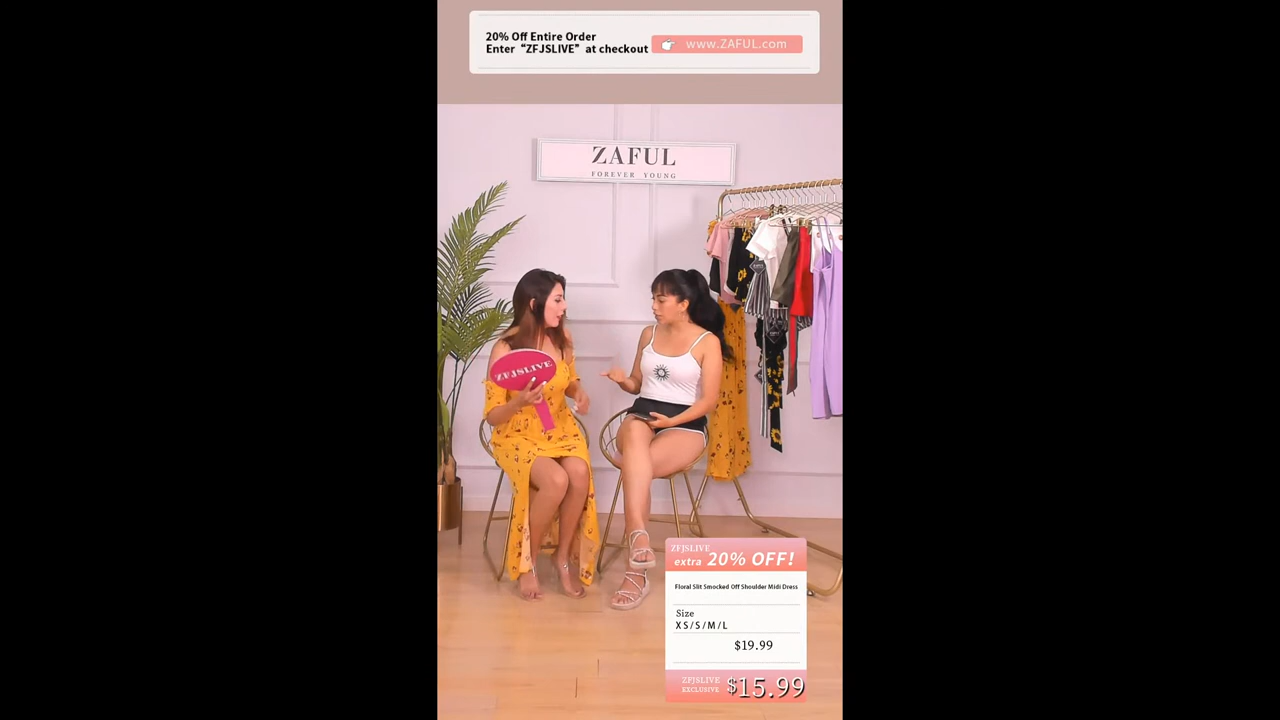 20% Off Entire Order
Enter “ZFJSLIVE” at checkout
www.ZAFUL.com
ZAFUL
FOREVER YOUNG
ZFJSLIVE
ZFJSLIVE
extra 20% OFF!
Floral Slit Smocked Off Shoulder Midi Dress
Size
XS/S/M/L
$19.99
ZFJSLIVE
EXCLUSIVE
$15.99